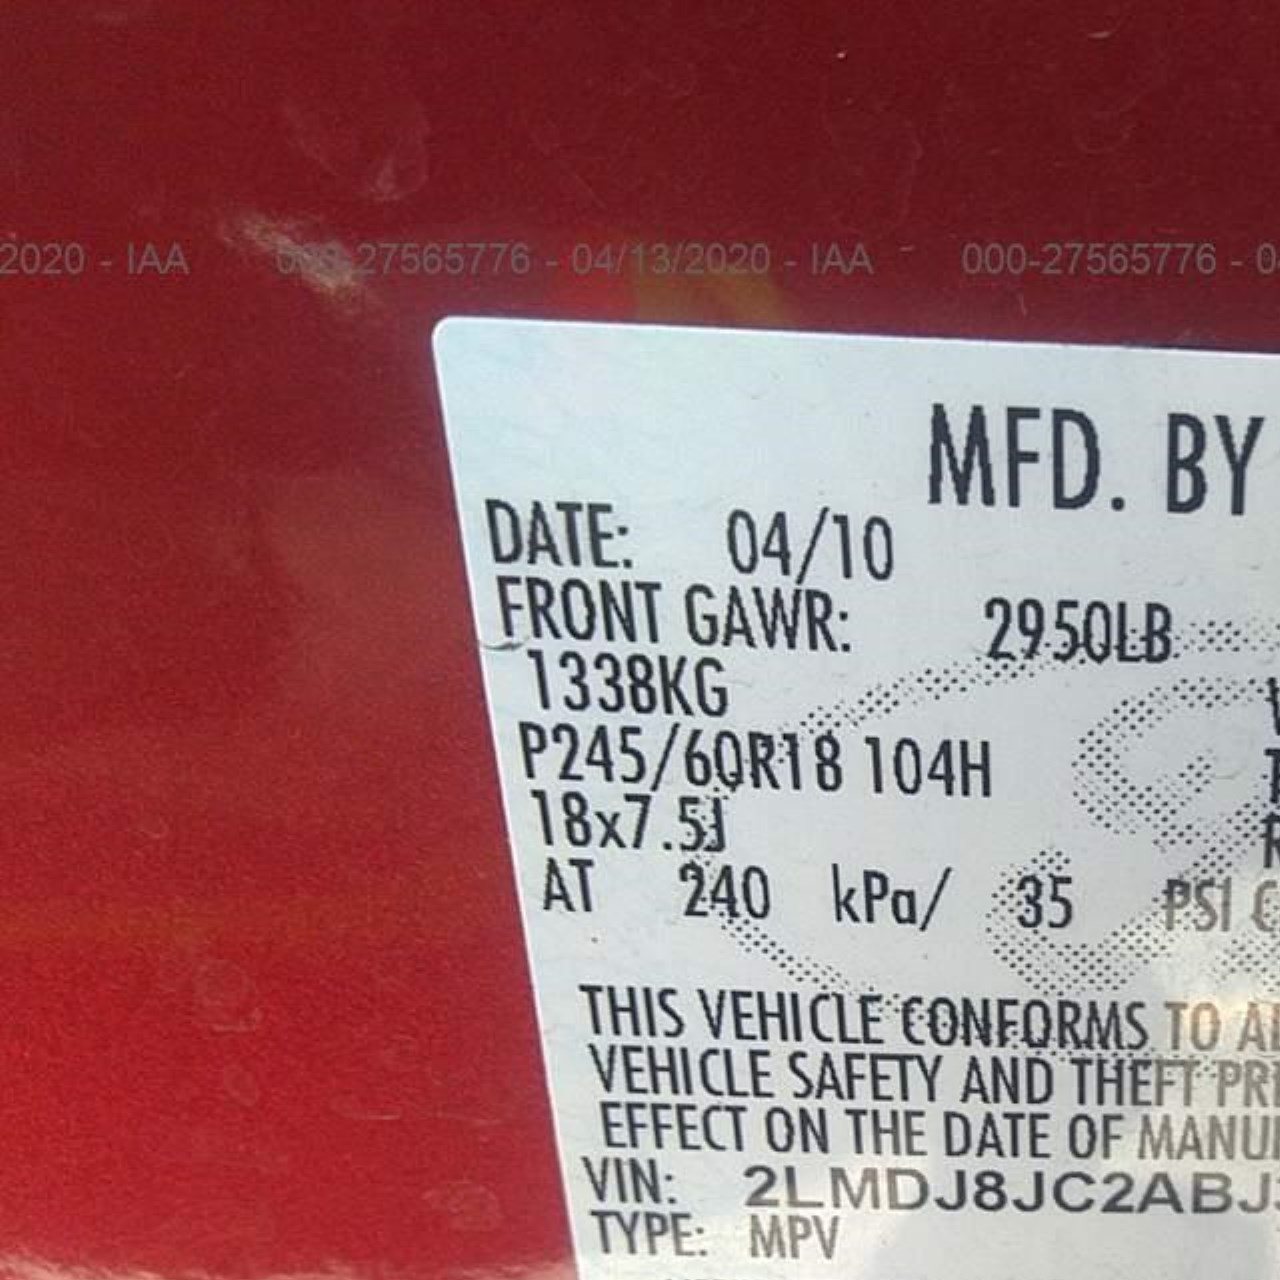 2020 - IAA 000-27565776 - 04/13/2020 - IAA 000-27565776 -
MFD. BY
DATE: 04/10
FRONT GAWR: 2950LB
1338KG
P245/60R18 104H
18x7.5J
AT 240 kPa/ 35 PSI
THIS VEHICLE CONFORMS TO
VEHICLE SAFETY AND THEFT
EFFECT ON THE DATE OF
VIN: 2LMDJ8JC2ABJ
TYPE: MPV